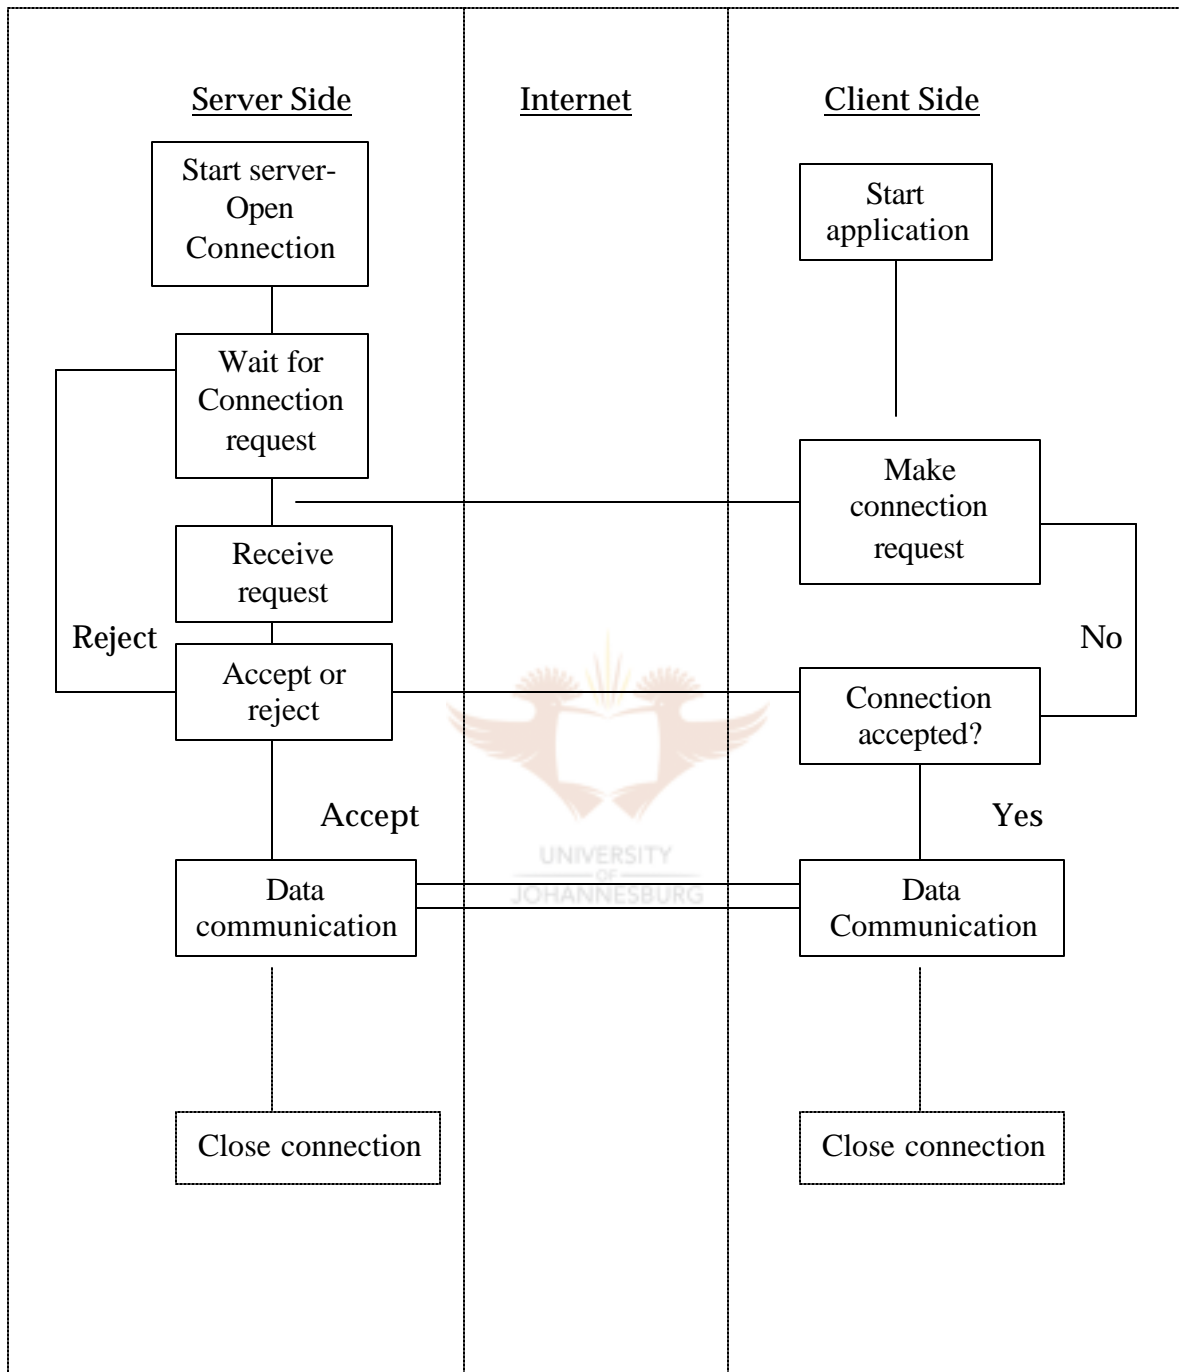 Server Side
Internet
Client Side
Start server-
Open
Connection
Start
application
Wait for
Connection
request
Make
connection
request
Receive
request
Reject
No
Accept or
reject
Connection
accepted?
Accept
Yes
UNIVERSITY
OF
JOHANNESBURG
Data
communication
Data
Communication
Close connection
Close connection